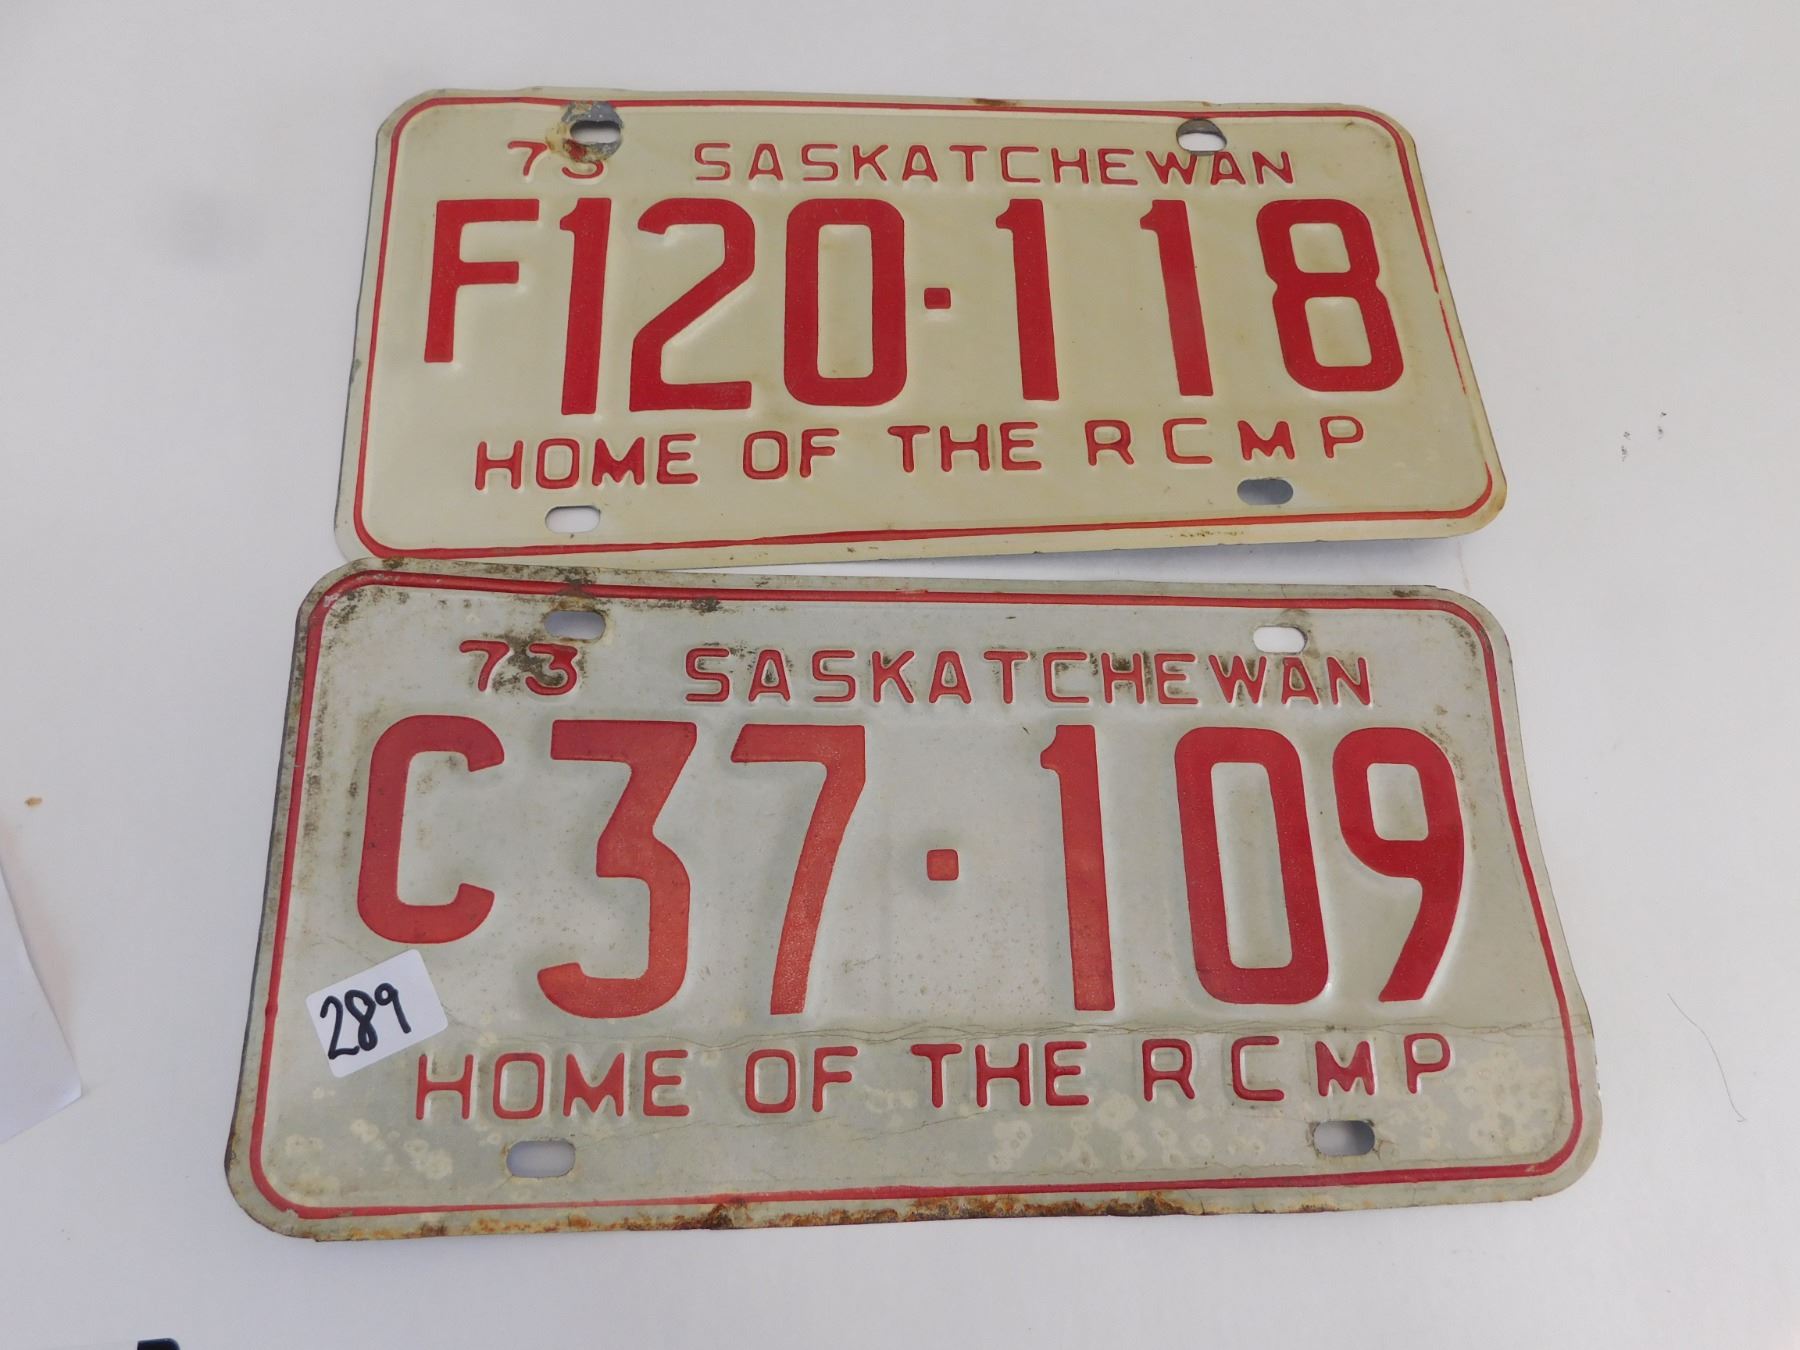 73 SASKATCHEWAN
F120·118
HOME OF THE RCMP
73 SASKATCHEWAN
C37·109
289
HOME OF THE RCMP